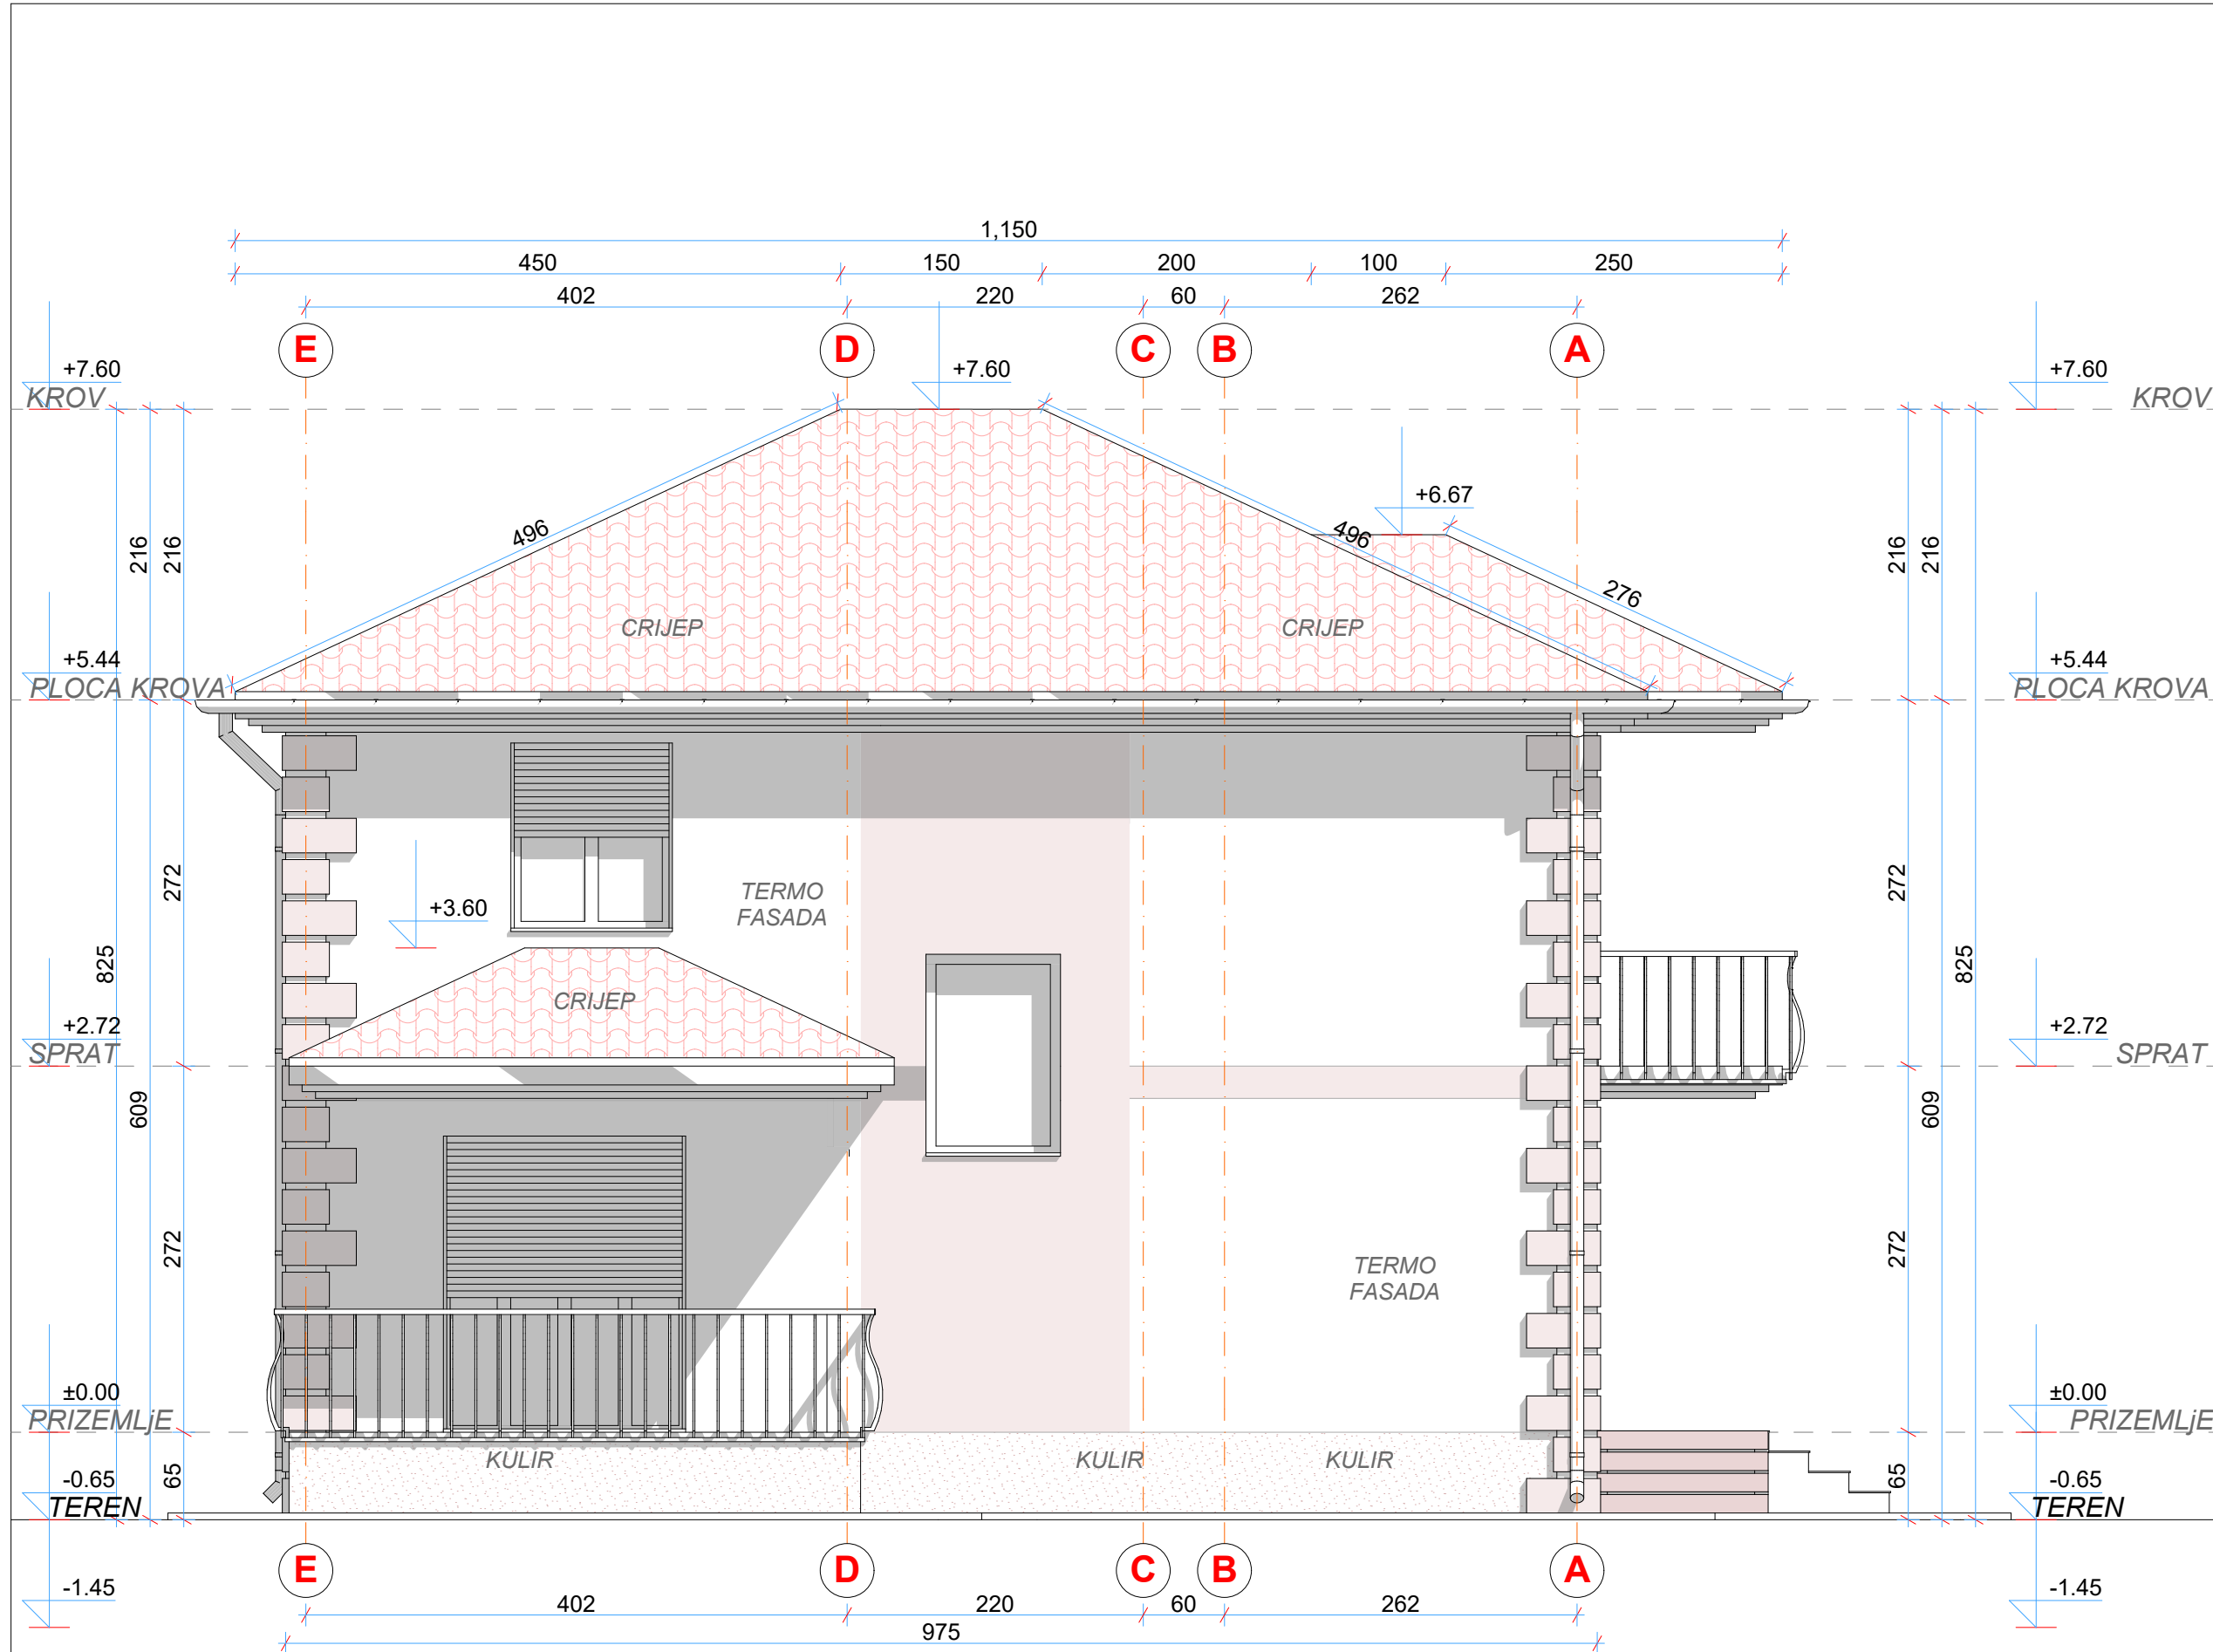 1,150
450 150 200 100 250
402 220 60 262
E D C B A
+7.60 +7.60 +7.60
KROV KROV
+6.67
496 496 276
216 216 216 216
CRIJEP CRIJEP
+5.44 +5.44
PLOCA KROVA PLOCA KROVA
272 272
TERMO
FASADA
+3.60
825 825
CRIJEP
+2.72 +2.72
SPRAT SPRAT
609 609
272 272
TERMO
FASADA
±0.00 ±0.00
PRIZEMLjE PRIZEMLjE
KULIR KULIR KULIR
65 65
-0.65 -0.65
TEREN TEREN
E D C B A
-1.45 -1.45
402 220 60 262
975